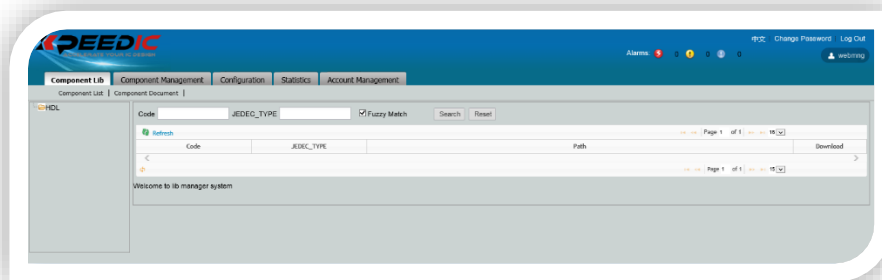 XPEEDIC
中文 Change Password Log Out
Alarms: 0 0 0 webmng
Component Lib Component Management Configuration Statistics Account Management
Component List | Component Document |
HDL
Code JEDEC_TYPE Fuzzy Match Search Reset
Refresh Page 1 of 1 15
Code JEDEC_TYPE Path Download
Page 1 of 1 15
Welcome to lib manager system